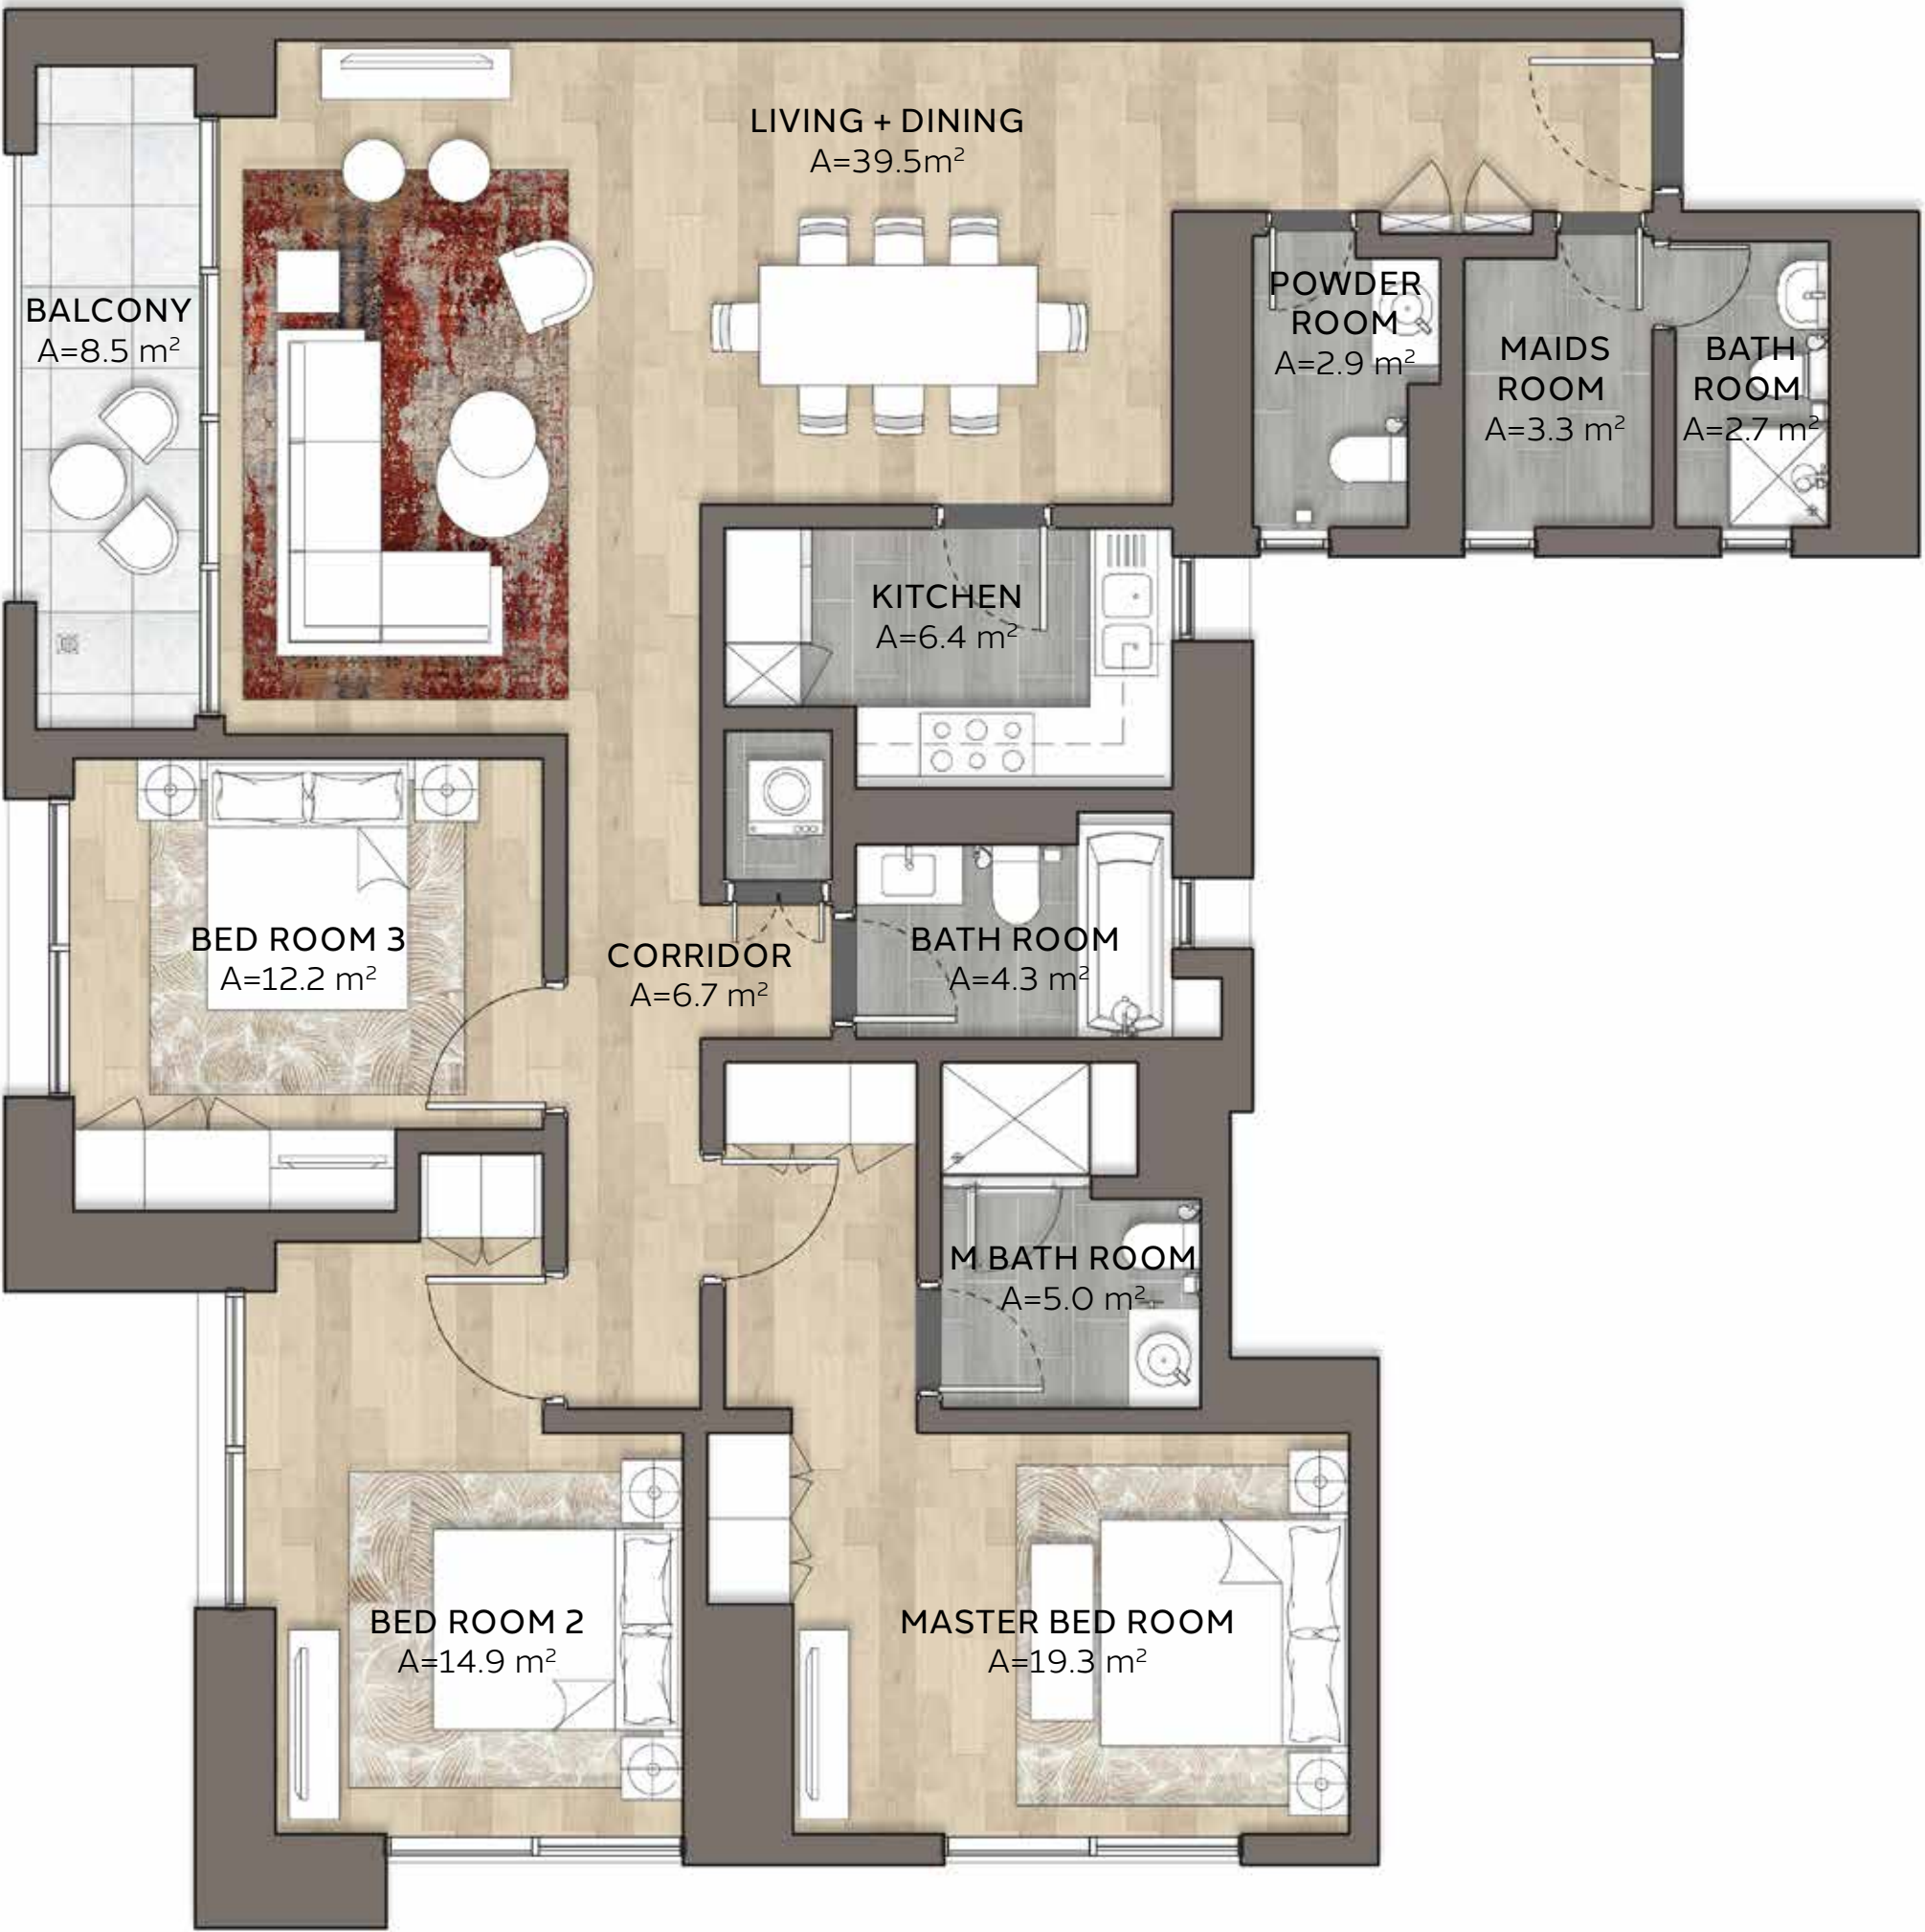 LIVING + DINING
A=39.5m²
BALCONY
A=8.5 m²
POWDER
ROOM
A=2.9 m²
MAIDS
ROOM
A=3.3 m²
BATH
ROOM
A=2.7 m²
KITCHEN
A=6.4 m²
BED ROOM 3
A=12.2 m²
CORRIDOR
A=6.7 m²
BATH ROOM
A=4.3 m²
M BATH ROOM
A=5.0 m²
BED ROOM 2
A=14.9 m²
MASTER BED ROOM
A=19.3 m²